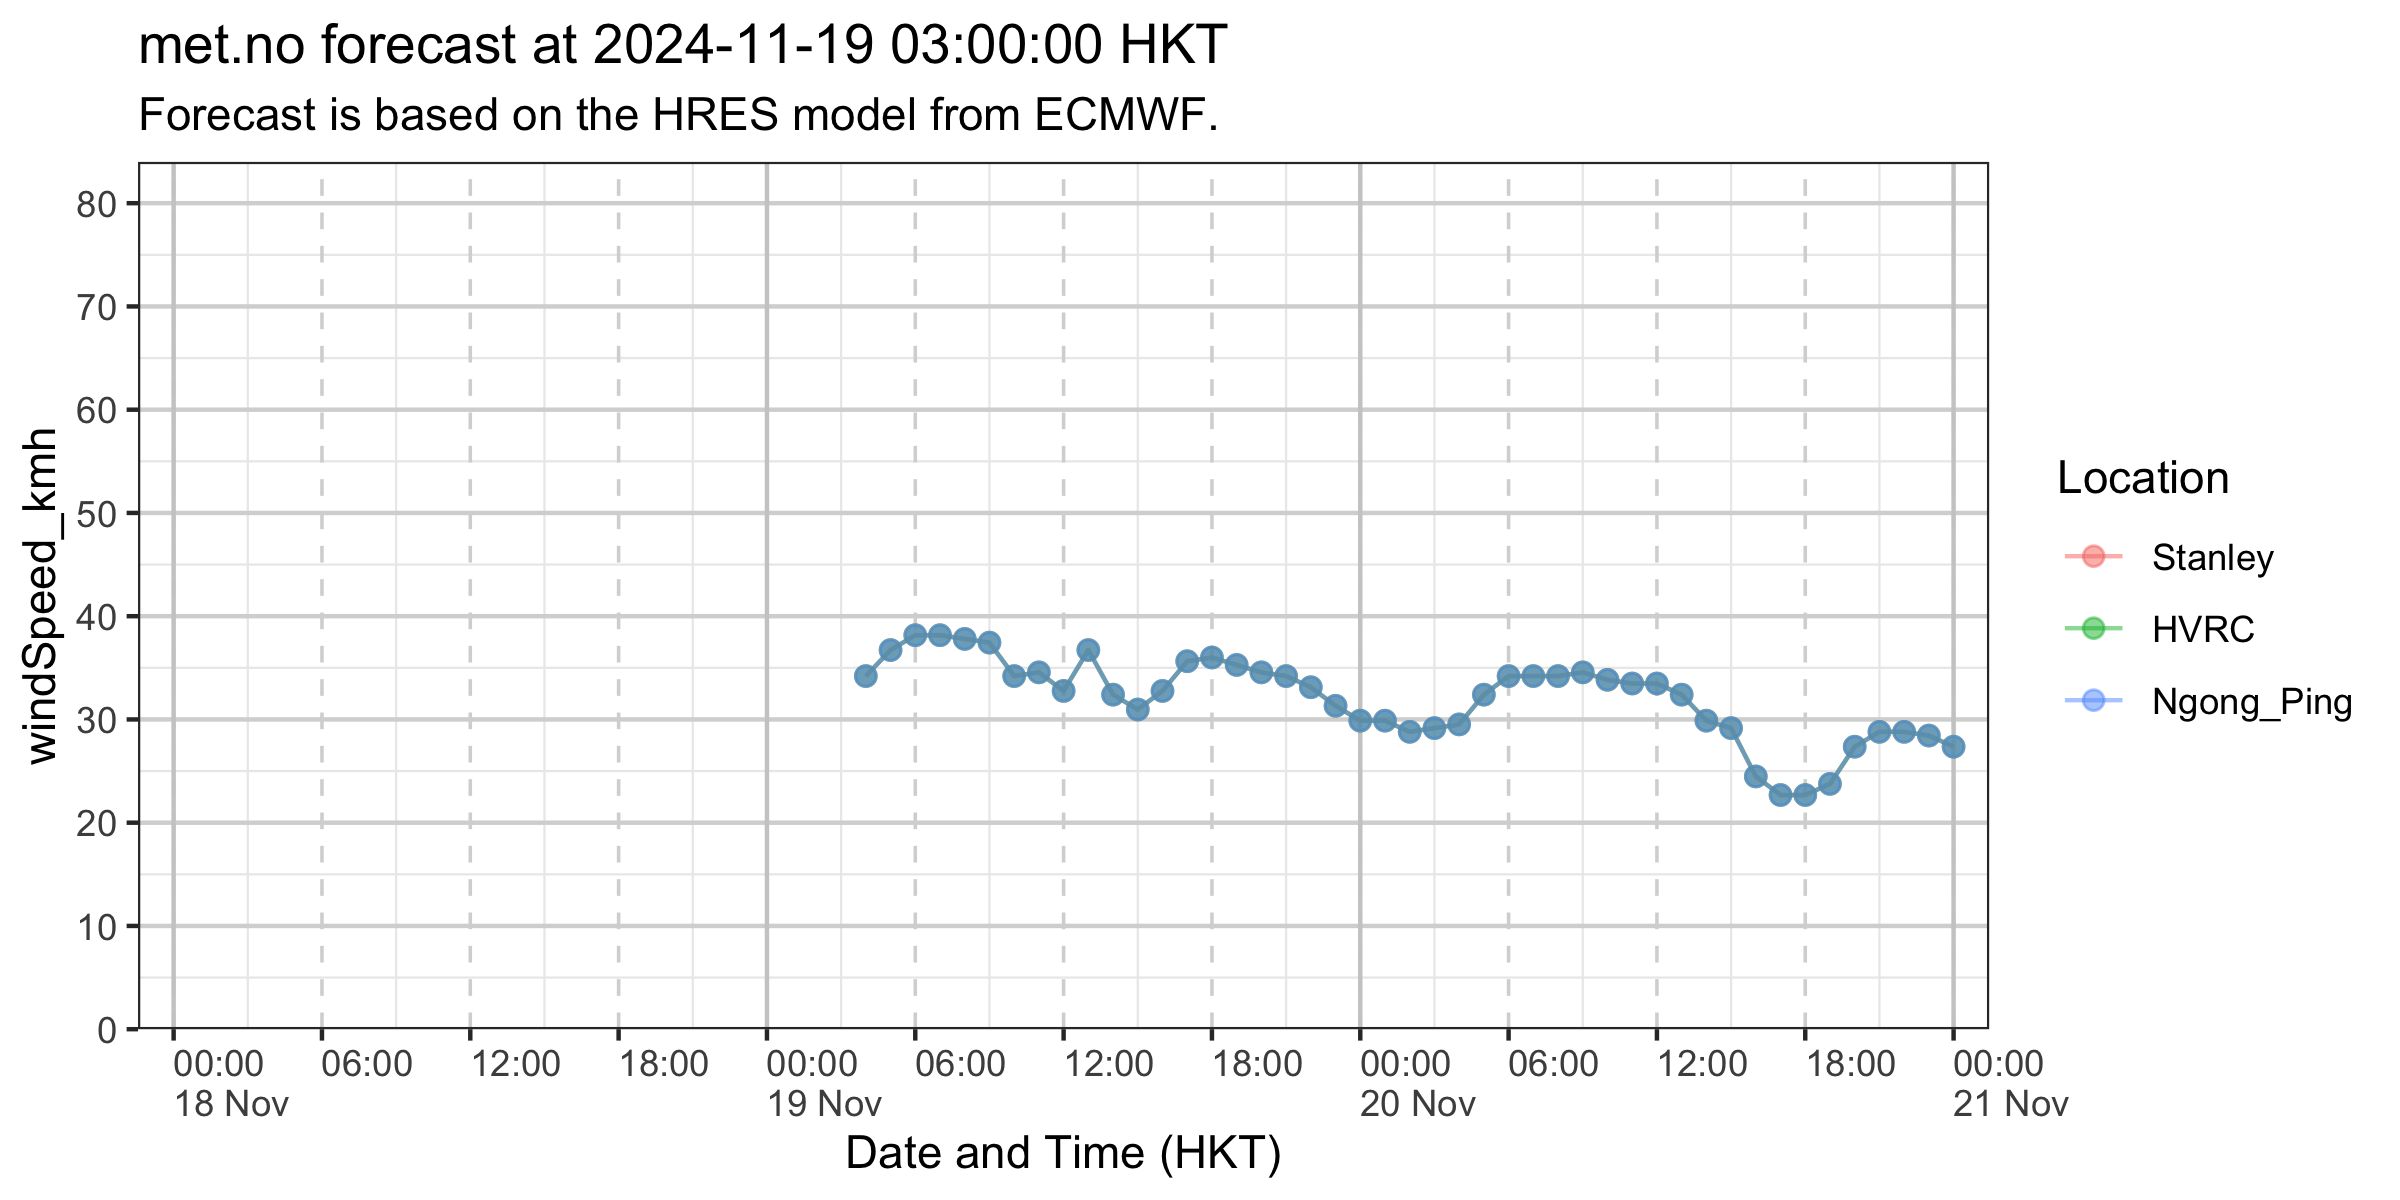 met.no forecast at 2024-11-19 03:00:00 HKT
Forecast is based on the HRES model from ECMWF.
windSpeed_kmh
80
70
60
50
40
30
20
10
0
00:00 06:00 12:00 18:00 00:00 06:00 12:00 18:00 00:00 06:00 12:00 18:00 00:00
18 Nov 19 Nov 20 Nov 21 Nov
Date and Time (HKT)
Location
Stanley
HVRC
Ngong_Ping